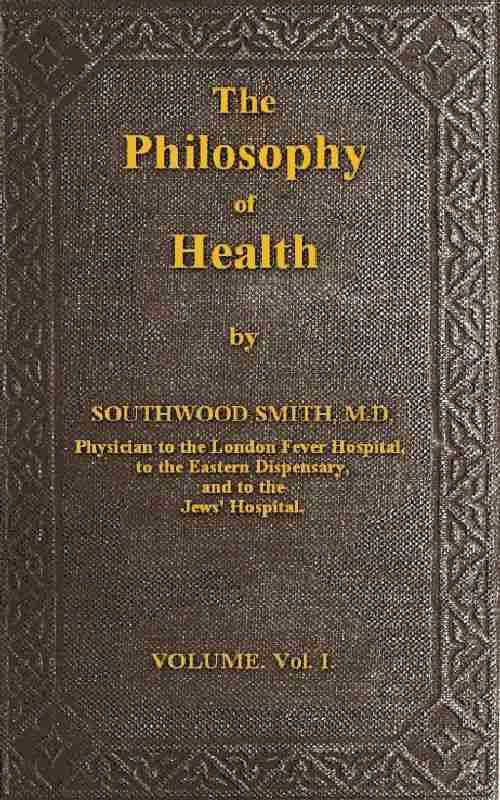 The
Philosophy
of
Health
by
SOUTHWOOD SMITH, M.D.
Physician to the London Fever Hospital,
to the Eastern Dispensary,
and to the
Jews' Hospital.
VOLUME. Vol. I.